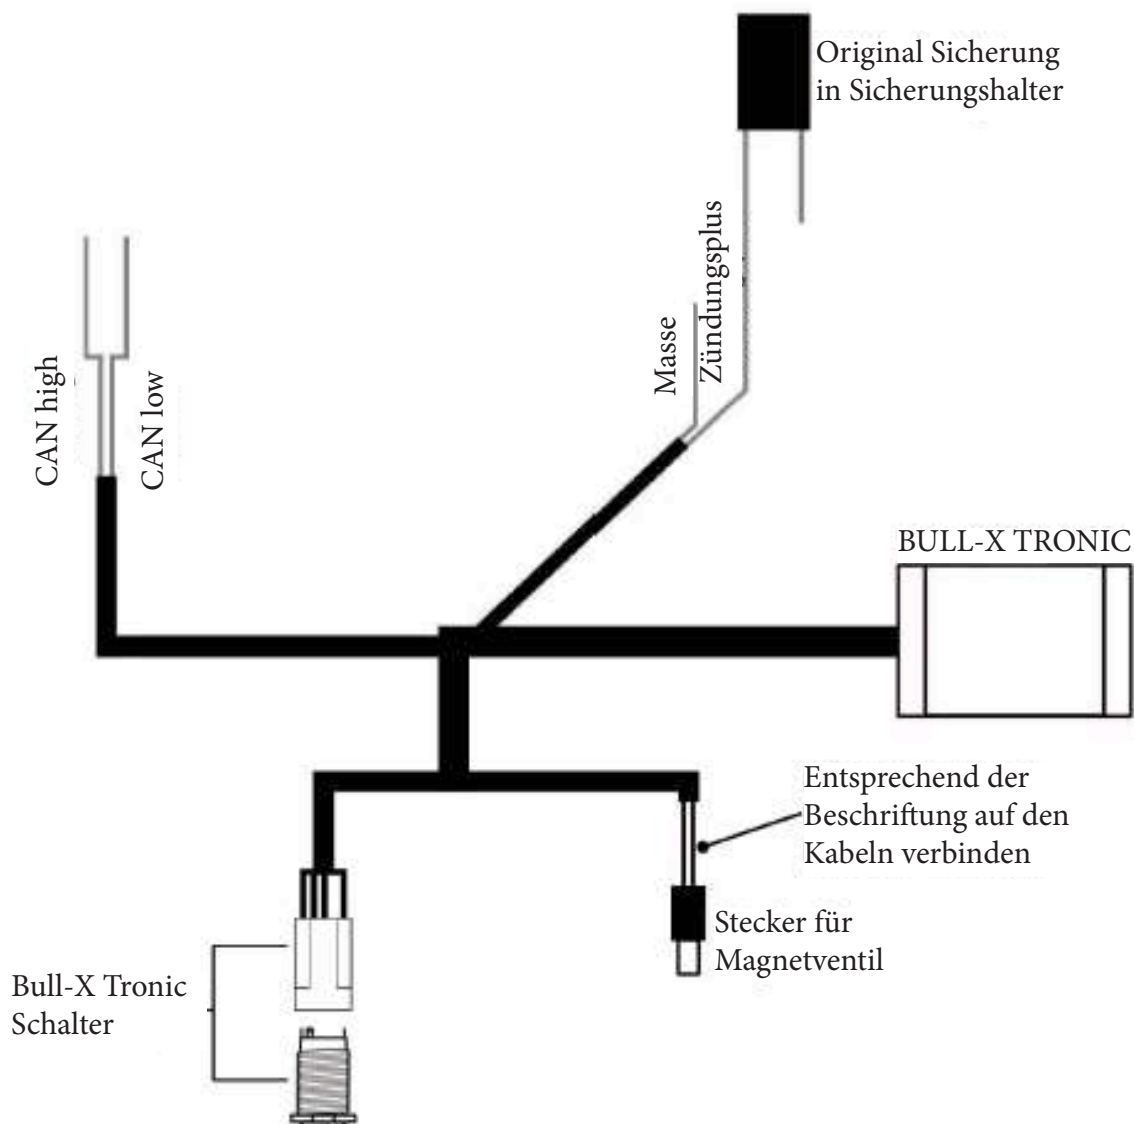 Original Sicherung
in Sicherungshalter
Zündungsplus
Masse
CAN high
CAN low
BULL-X TRONIC
Entsprechend der
Beschriftung auf den
Kabeln verbinden
Stecker für
Magnetventil
Bull-X Tronic
Schalter